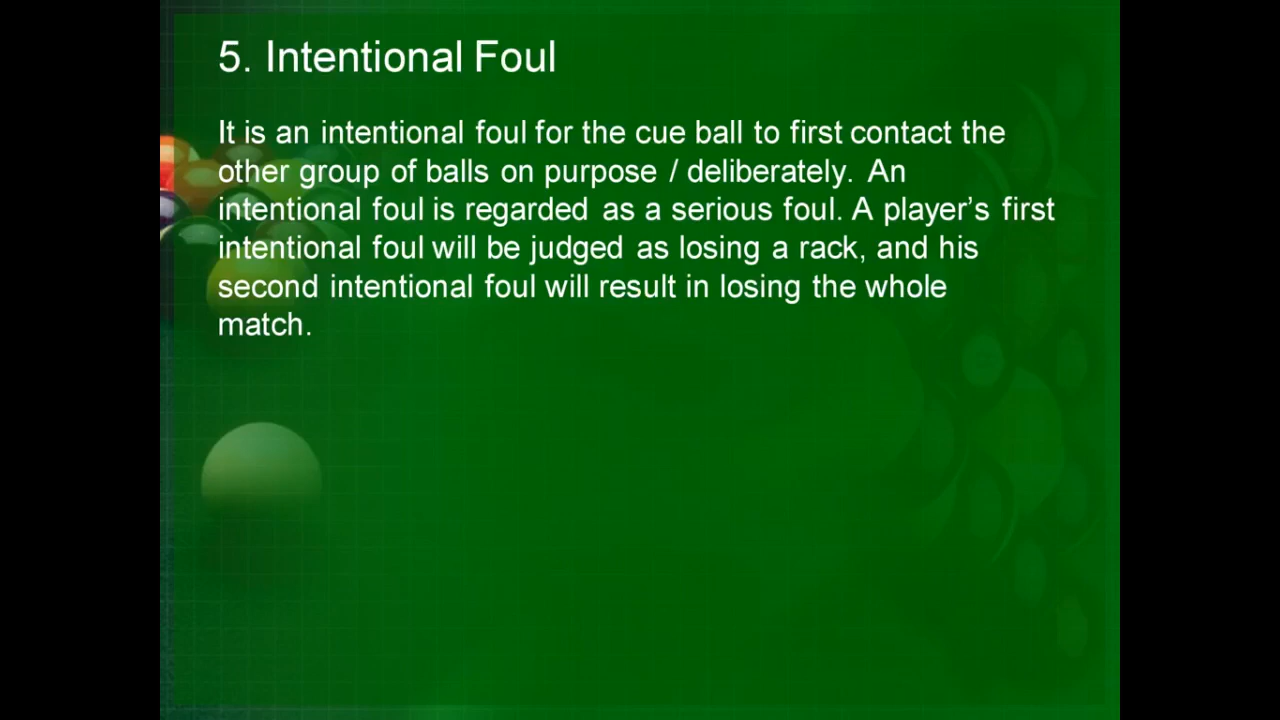 5. Intentional Foul
It is an intentional foul for the cue ball to first contact the
other group of balls on purpose / deliberately. An
intentional foul is regarded as a serious foul. A player’s first
intentional foul will be judged as losing a rack, and his
second intentional foul will result in losing the whole
match.